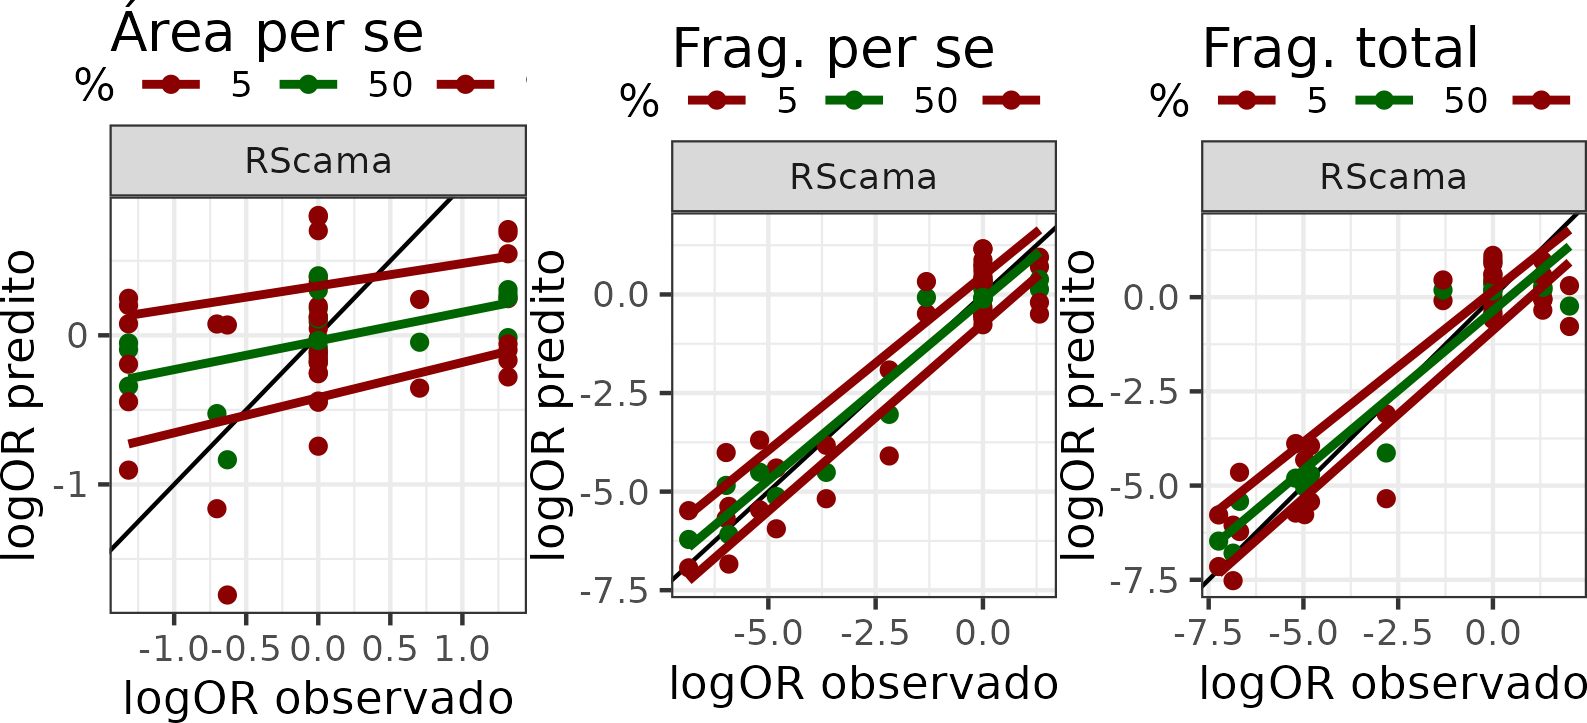 Área per se
% 5 50
RScama
logOR predito
0
-1
-1.0 -0.5 0.0 0.5 1.0
logOR observado
Frag. per se
% 5 50
RScama
logOR predito
0.0
-2.5
-5.0
-7.5
-5.0 -2.5 0.0
logOR observado
Frag. total
% 5 50
RScama
logOR predito
0.0
-2.5
-5.0
-7.5
-7.5 -5.0 -2.5 0.0
logOR observado